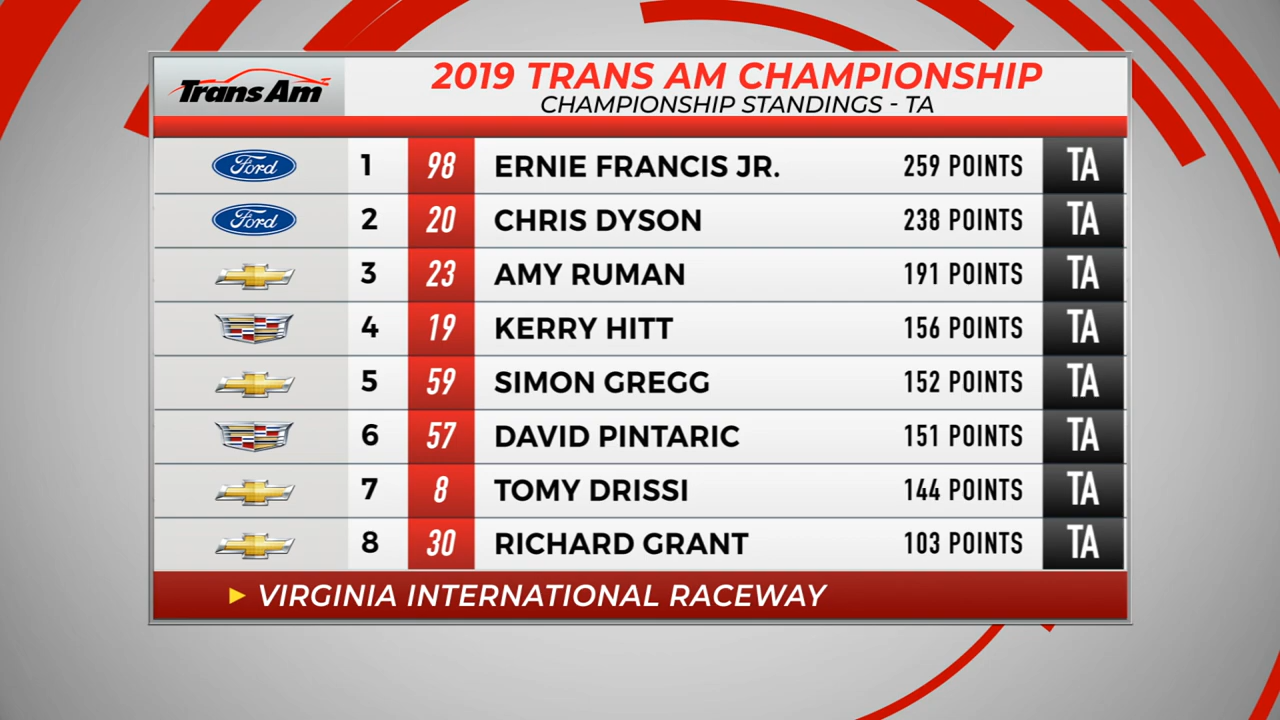 Trans Am
2019 TRANS AM CHAMPIONSHIP
CHAMPIONSHIP STANDINGS - TA
Ford 1 98 ERNIE FRANCIS JR. 259 POINTS TA
Ford 2 20 CHRIS DYSON 238 POINTS TA
3 23 AMY RUMAN 191 POINTS TA
4 19 KERRY HITT 156 POINTS TA
5 59 SIMON GREGG 152 POINTS TA
6 57 DAVID PINTARIC 151 POINTS TA
7 8 TOMY DRISSI 144 POINTS TA
8 30 RICHARD GRANT 103 POINTS TA
VIRGINIA INTERNATIONAL RACEWAY